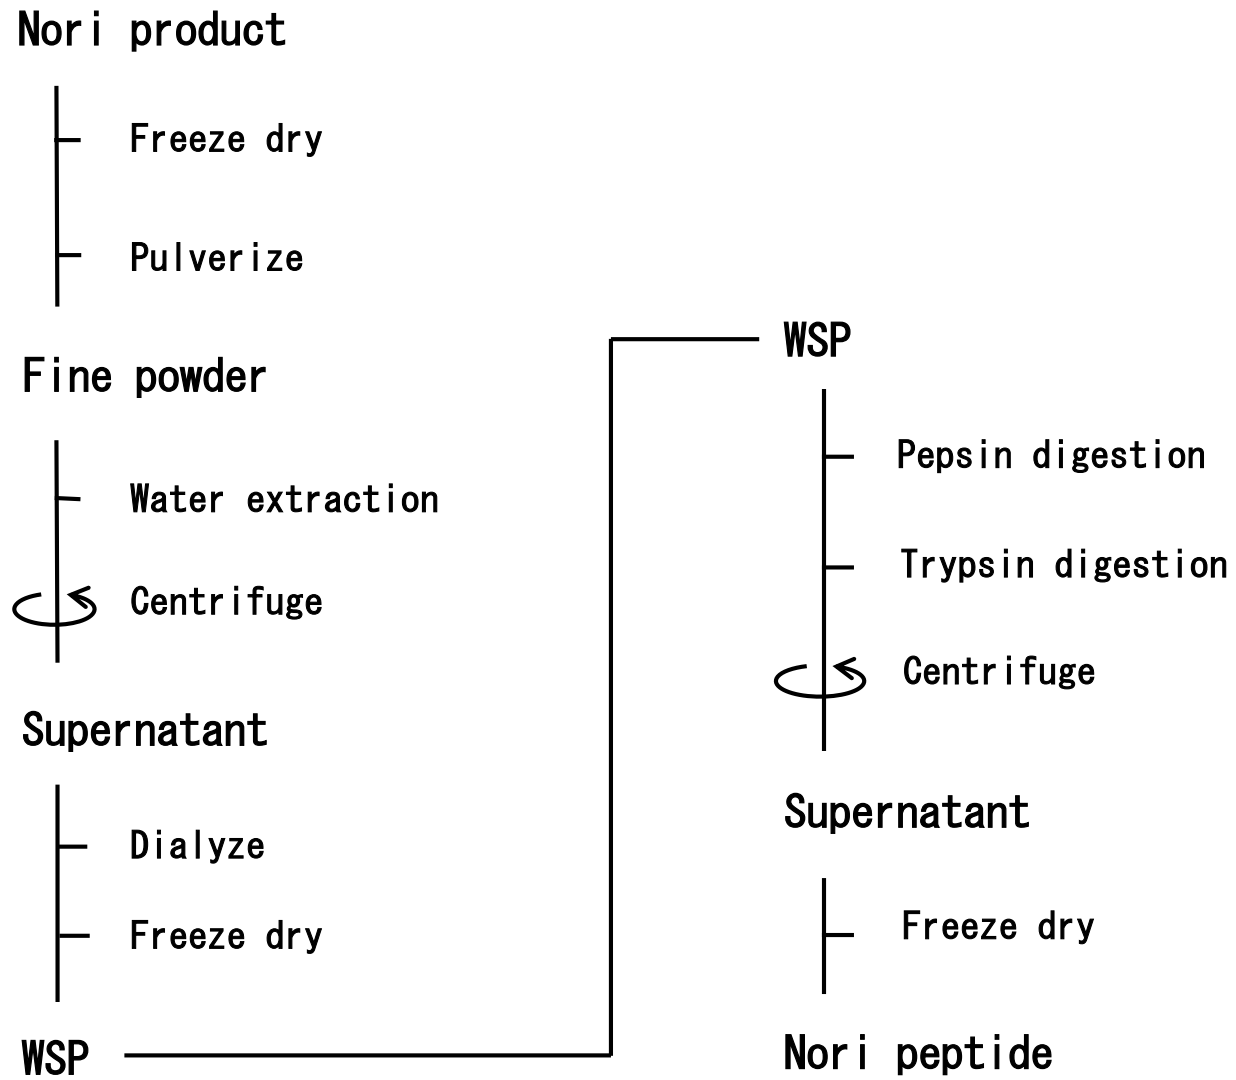 Nori product
Freeze dry
Pulverize
Fine powder
Water extraction
Centrifuge
Supernatant
Dialyze
Freeze dry
WSP
WSP
Pepsin digestion
Trypsin digestion
Centrifuge
Supernatant
Freeze dry
Nori peptide